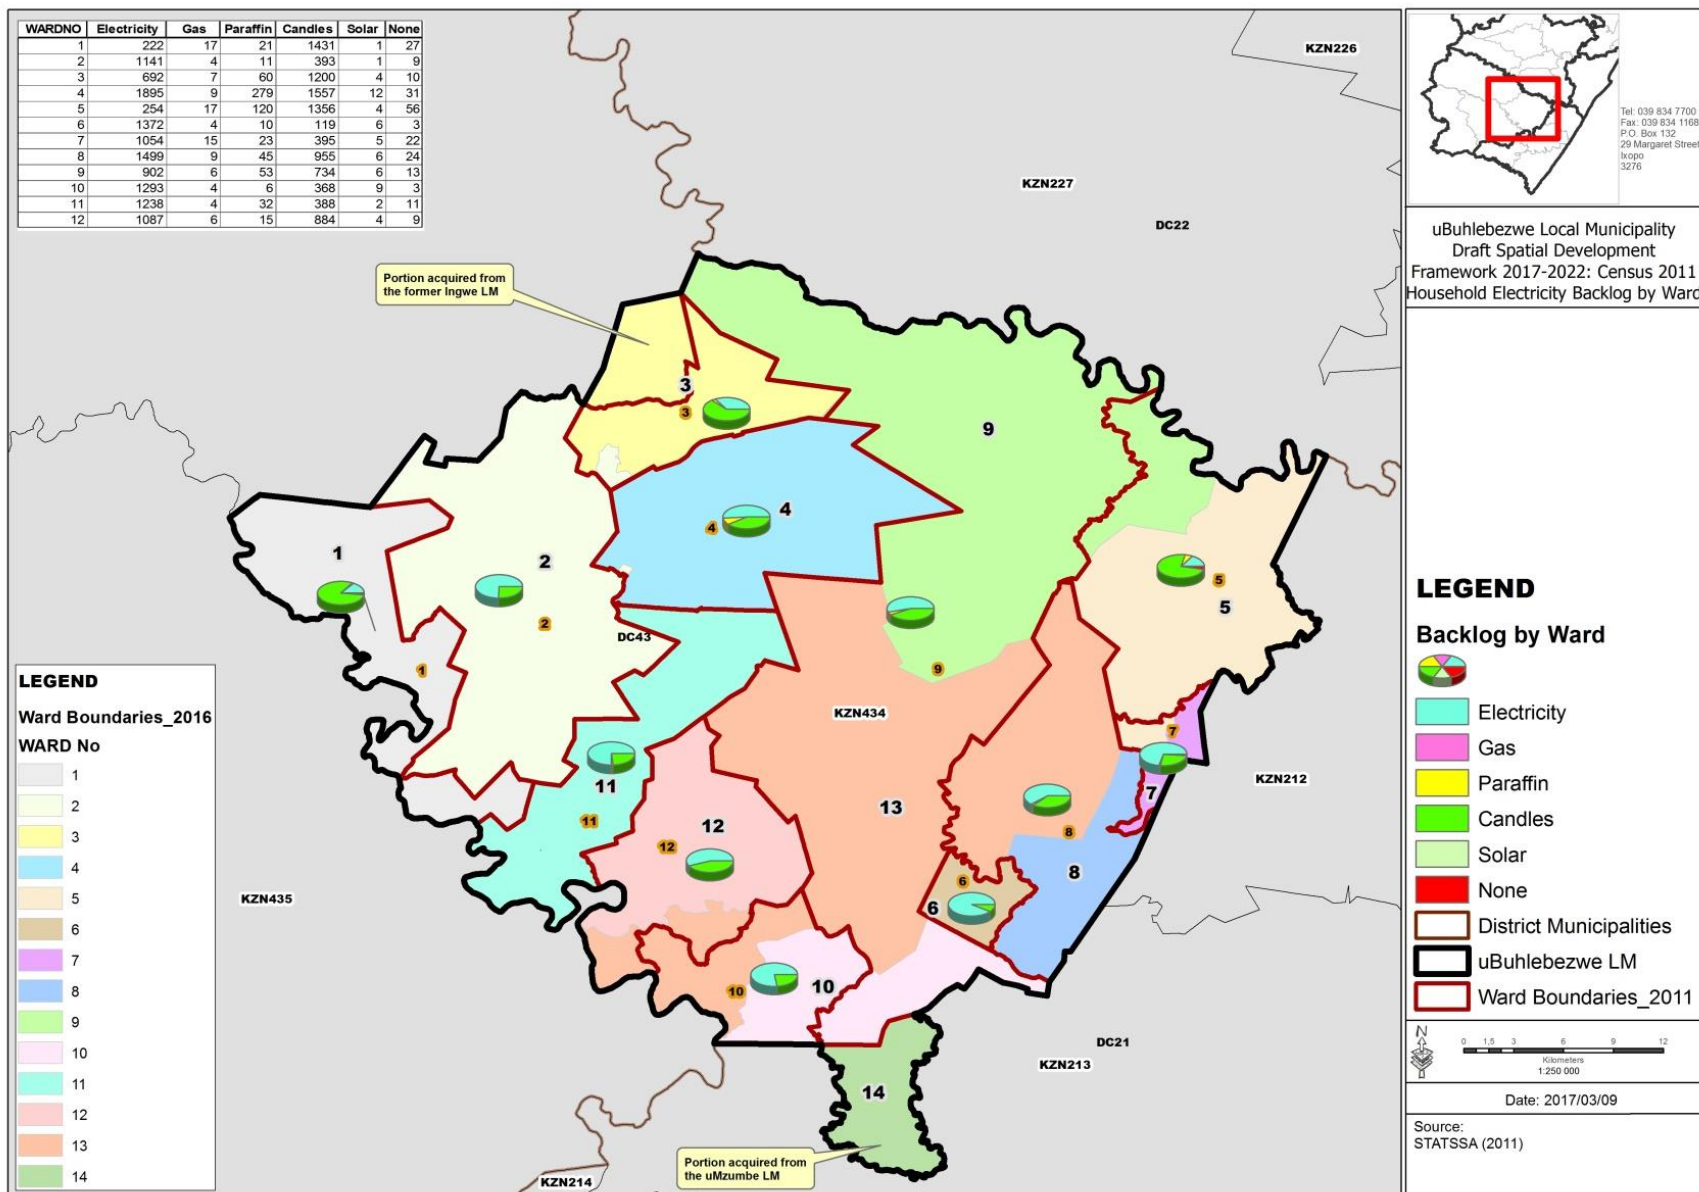 WARDNO Electricity Gas Paraffin Candles Solar None
1 222 17 21 1431 1 27
2 1141 4 11 393 1 9
3 692 7 60 1200 4 10
4 1895 9 279 1557 12 31
5 254 17 120 1356 4 56
6 1372 4 10 119 6 3
7 1054 15 23 395 5 22
8 1499 9 45 955 6 24
9 902 6 53 734 6 13
10 1293 4 6 368 9 3
11 1238 4 32 388 2 11
12 1087 6 15 884 4 9
KZN226
KZN227
DC22
Portion acquired from
the former Ingwe LM
3
3
9
4
4
1
2
5
5
2
DC43
1
9
KZN434
7
KZN212
11
7
13
11
12
12
8
8
6
6
KZN435
10
10
DC21
KZN213
14
Portion acquired from
the uMzumbe LM
KZN214
LEGEND
Ward Boundaries_2016
WARD No
1
2
3
4
5
6
7
8
9
10
11
12
13
14
Tel: 039 834 7700
Fax: 039 834 1168
P.O. Box 132
29 Margaret Street
Ixopo
3276
uBuhlebezwe Local Municipality
Draft Spatial Development
Framework 2017-2022: Census 2011
Household Electricity Backlog by Ward
LEGEND
Backlog by Ward
Electricity
Gas
Paraffin
Candles
Solar
None
District Municipalities
uBuhlebezwe LM
Ward Boundaries_2011
N
0 1,5 3 6 9 12
Kilometers
1:250 000
Date: 2017/03/09
Source:
STATSSA (2011)